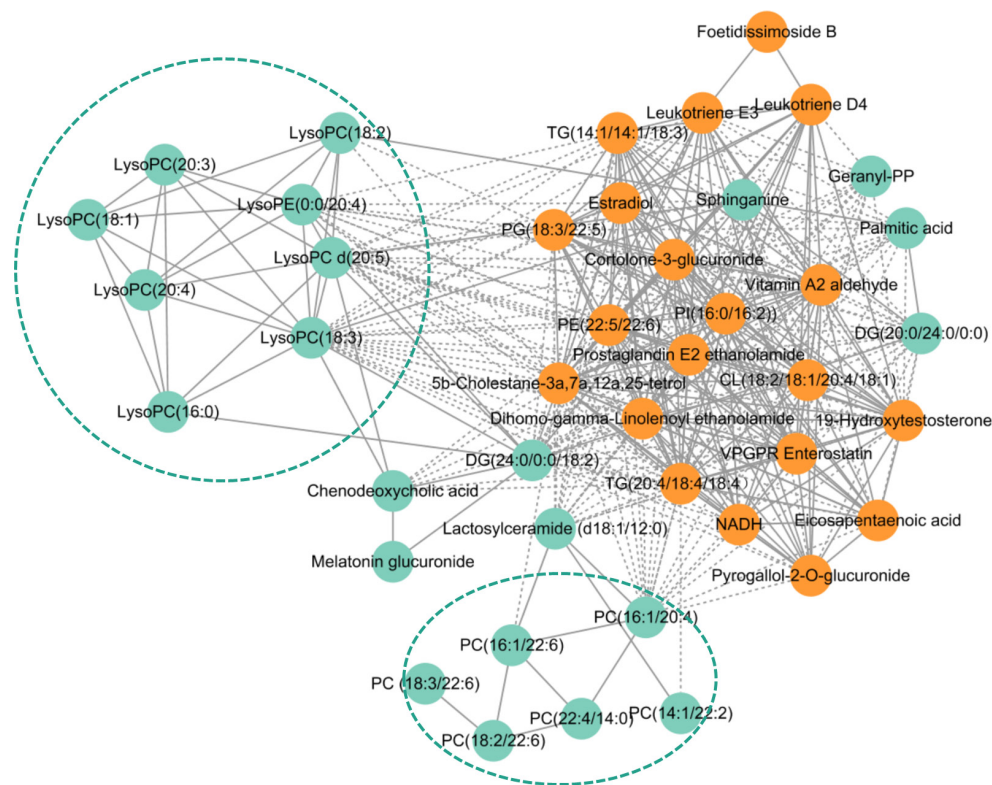 Foetidissimoside B
Leukotriene E3
Leukotriene D4
TG(14:1/14:1/18:3)
LysoPC(18:2)
LysoPC(20:3)
Geranyl-PP
Sphinganine
Estradiol
LysoPE(0:0/20:4)
LysoPC(18:1)
PG(18:3/22:5)
Palmitic acid
LysoPC d(20:5)
Cortolone-3-glucuronide
LysoPC(20:4)
Vitamin A2 aldehyde
PI(16:0/16:2))
PE(22:5/22:6)
DG(20:0/24:0/0:0)
LysoPC(18:3)
Prostaglandin E2 ethanolamide
5b-Cholestane-3a,7a,12a,25-tetrol
CL(18:2/18:1/20:4/18:1)
LysoPC(16:0)
Dihomo-gamma-Linolenoyl ethanolamide
19-Hydroxytestosterone
VPGPR Enterostatin
DG(24:0/0:0/18:2)
TG(20:4/18:4/18:4)
Chenodeoxycholic acid
Lactosylceramide (d18:1/12:0)
NADH
Eicosapentaenoic acid
Melatonin glucuronide
Pyrogallol-2-O-glucuronide
PC(16:1/20:4)
PC(16:1/22:6)
PC (18:3/22:6)
PC(22:4/14:0)
PC(14:1/22:2)
PC(18:2/22:6)